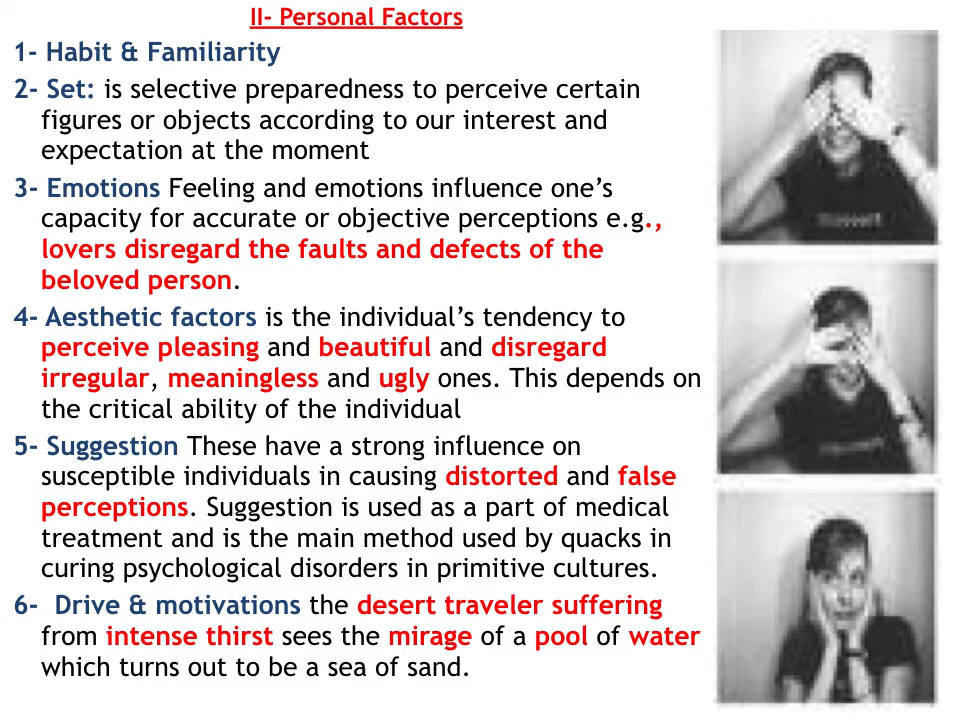 II- Personal Factors
1- Habit & Familiarity
2- Set: is selective preparedness to perceive certain
figures or objects according to our interest and
expectation at the moment
3- Emotions Feeling and emotions influence one’s
capacity for accurate or objective perceptions e.g.,
lovers disregard the faults and defects of the
beloved person.
4- Aesthetic factors is the individual’s tendency to
perceive pleasing and beautiful and disregard
irregular, meaningless and ugly ones. This depends on
the critical ability of the individual
5- Suggestion These have a strong influence on
susceptible individuals in causing distorted and false
perceptions. Suggestion is used as a part of medical
treatment and is the main method used by quacks in
curing psychological disorders in primitive cultures.
6- Drive & motivations the desert traveler suffering
from intense thirst sees the mirage of a pool of water
which turns out to be a sea of sand.